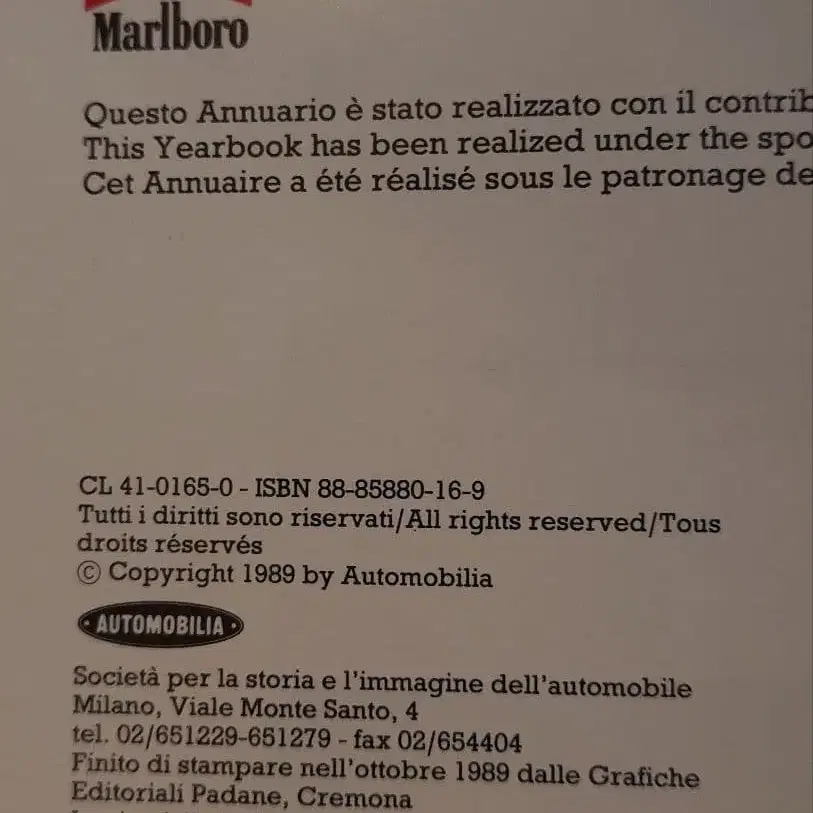 Marlboro
Questo Annuario è stato realizzato con il contrib
This Yearbook has been realized under the spo
Cet Annuaire a été réalisé sous le patronage de
CL 41-0165-0 - ISBN 88-85880-16-9
Tutti i diritti sono riservati/All rights reserved/Tous
droits réservés
© Copyright 1989 by Automobilia
• AUTOMOBILIA •
Società per la storia e l'immagine dell'automobile
Milano, Viale Monte Santo, 4
tel. 02/651229-651279 - fax 02/654404
Finito di stampare nell'ottobre 1989 dalle Grafiche
Editoriali Padane, Cremona